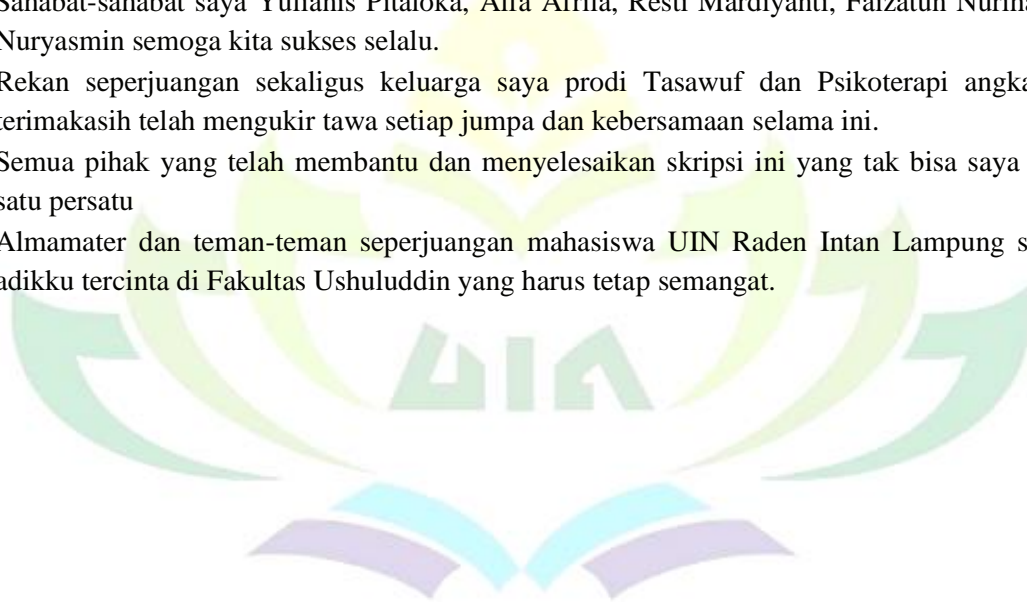 Sahabat-sahabat saya Yulianis Pitaloka, Alfa Afrila, Resti Mardiyanti, Faizatun
Nuryasmin semoga kita sukses selalu.
Rekan seperjuangan sekaligus keluarga saya prodi Tasawuf dan Psikoterapi
terimakasih telah mengukir tawa setiap jumpa dan kebersamaan selama ini.
Semua pihak yang telah membantu dan menyelesaikan skripsi ini yang tak bisa saya
satu persatu
Almamater dan teman-teman seperjuangan mahasiswa UIN Raden Intan Lampung
adikku tercinta di Fakultas Ushuluddin yang harus tetap semangat.
UIN